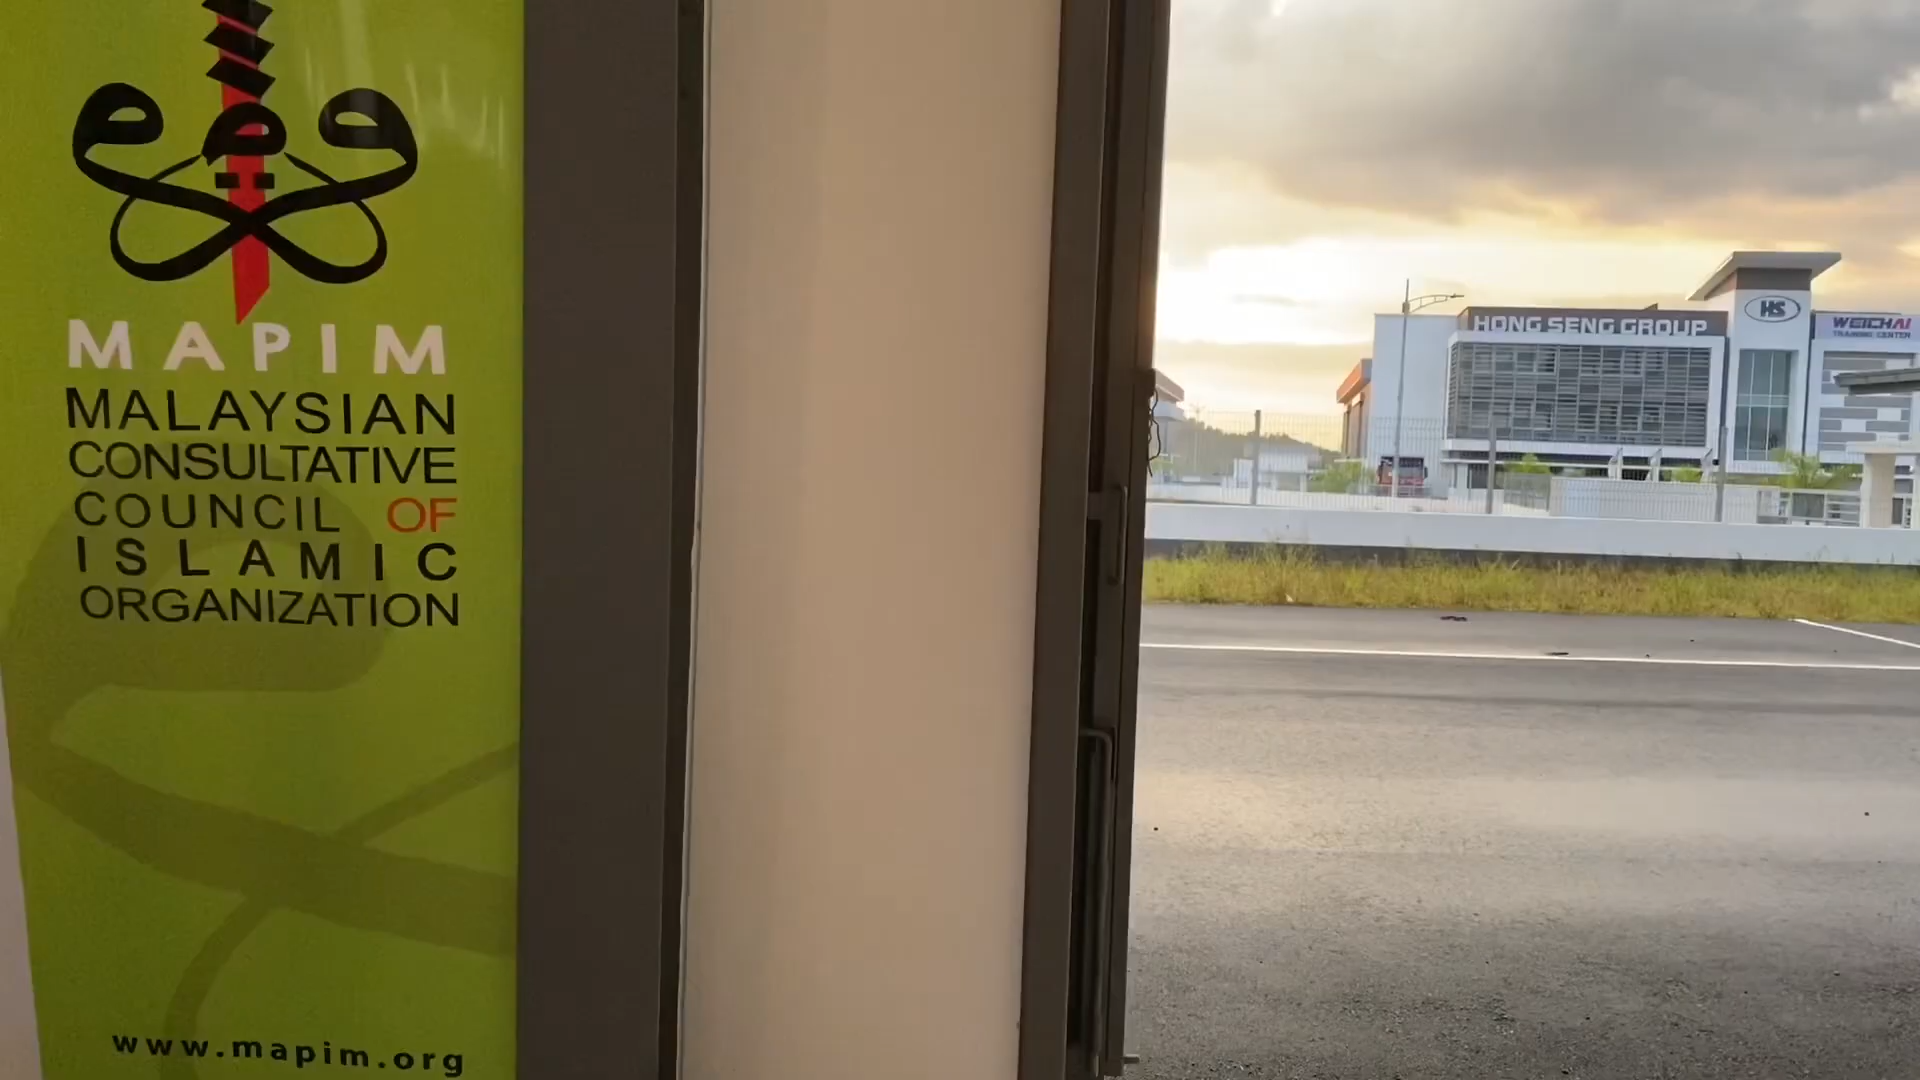 MAPIM
MALAYSIAN
CONSULTATIVE
COUNCIL OF
ISLAMIC
ORGANIZATION
www.mapim.org
HONG SENG GROUP
HS
WEICHAI
TRAINING CENTER